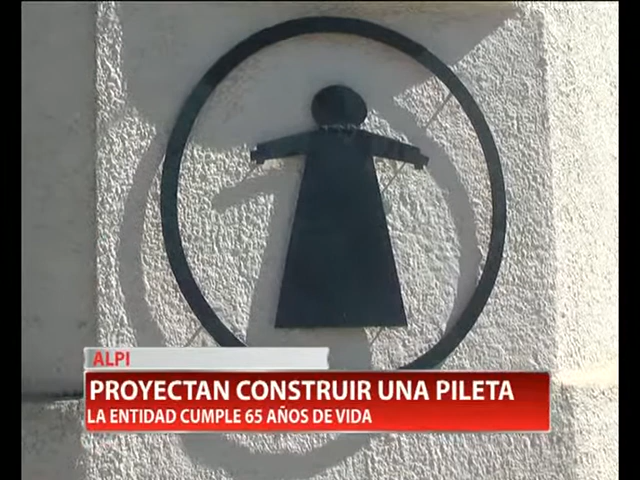 ALPI
PROYECTAN CONSTRUIR UNA PILETA
LA ENTIDAD CUMPLE 65 AÑOS DE VIDA